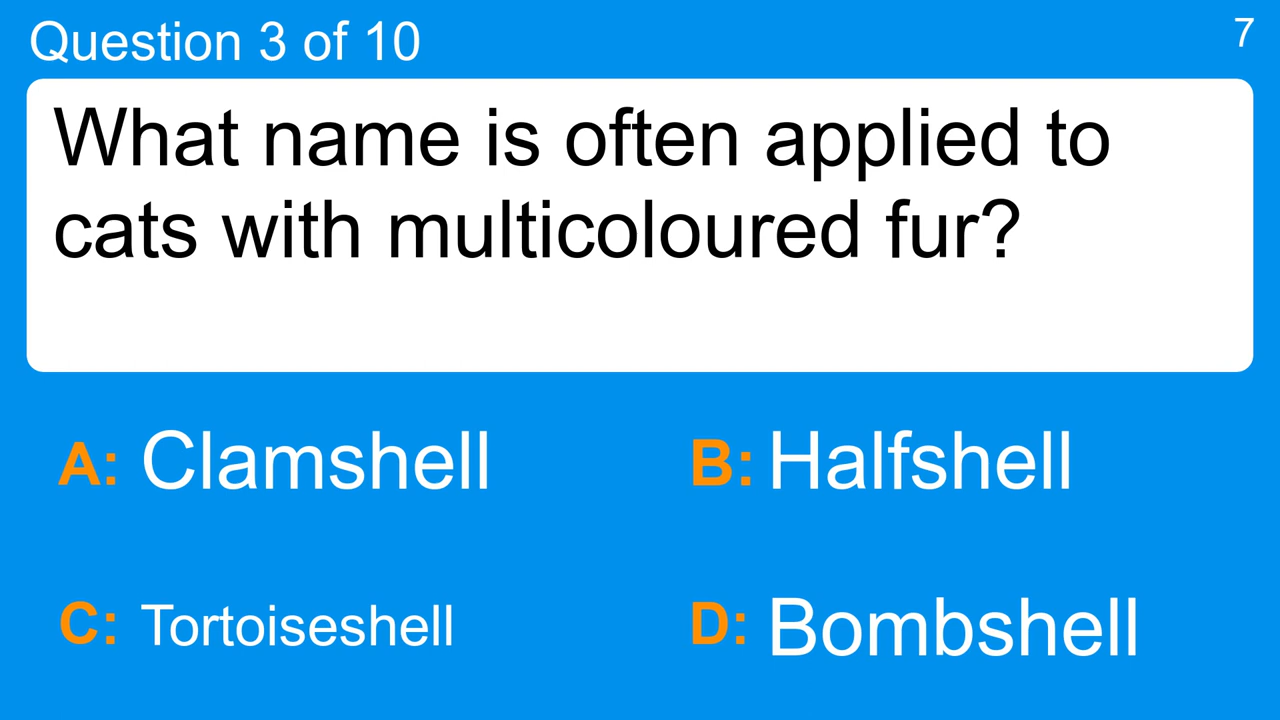 Question 3 of 10
7
What name is often applied to
cats with multicoloured fur?
A: Clamshell
B: Halfshell
C: Tortoiseshell
D: Bombshell